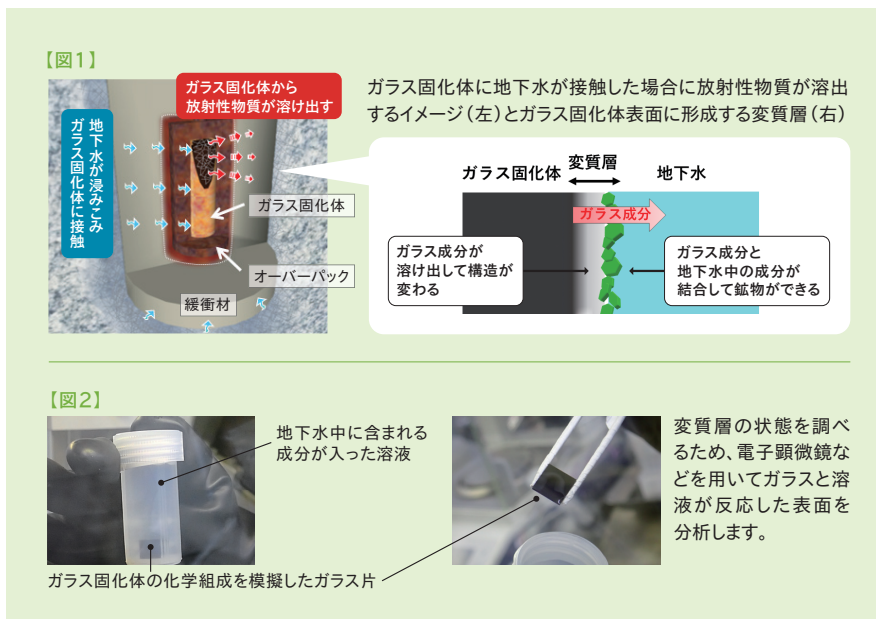 【図1】
ガラス固化体から
放射性物質が溶け出す
地下水が浸みこみ
ガラス固化体に接触
ガラス固化体
オーバーパック
緩衝材
ガラス固化体に地下水が接触した場合に放射性物質が溶出
するイメージ（左）とガラス固化体表面に形成する変質層（右）
ガラス固化体
変質層
地下水
ガラス成分
ガラス成分が
溶け出して構造が
変わる
ガラス成分と
地下水中の成分が
結合して鉱物ができる
【図2】
地下水中に含まれる
成分が入った溶液
ガラス固化体の化学組成を模擬したガラス片
変質層の状態を調べ
るため、電子顕微鏡な
どを用いてガラスと溶
液が反応した表面を
分析します。